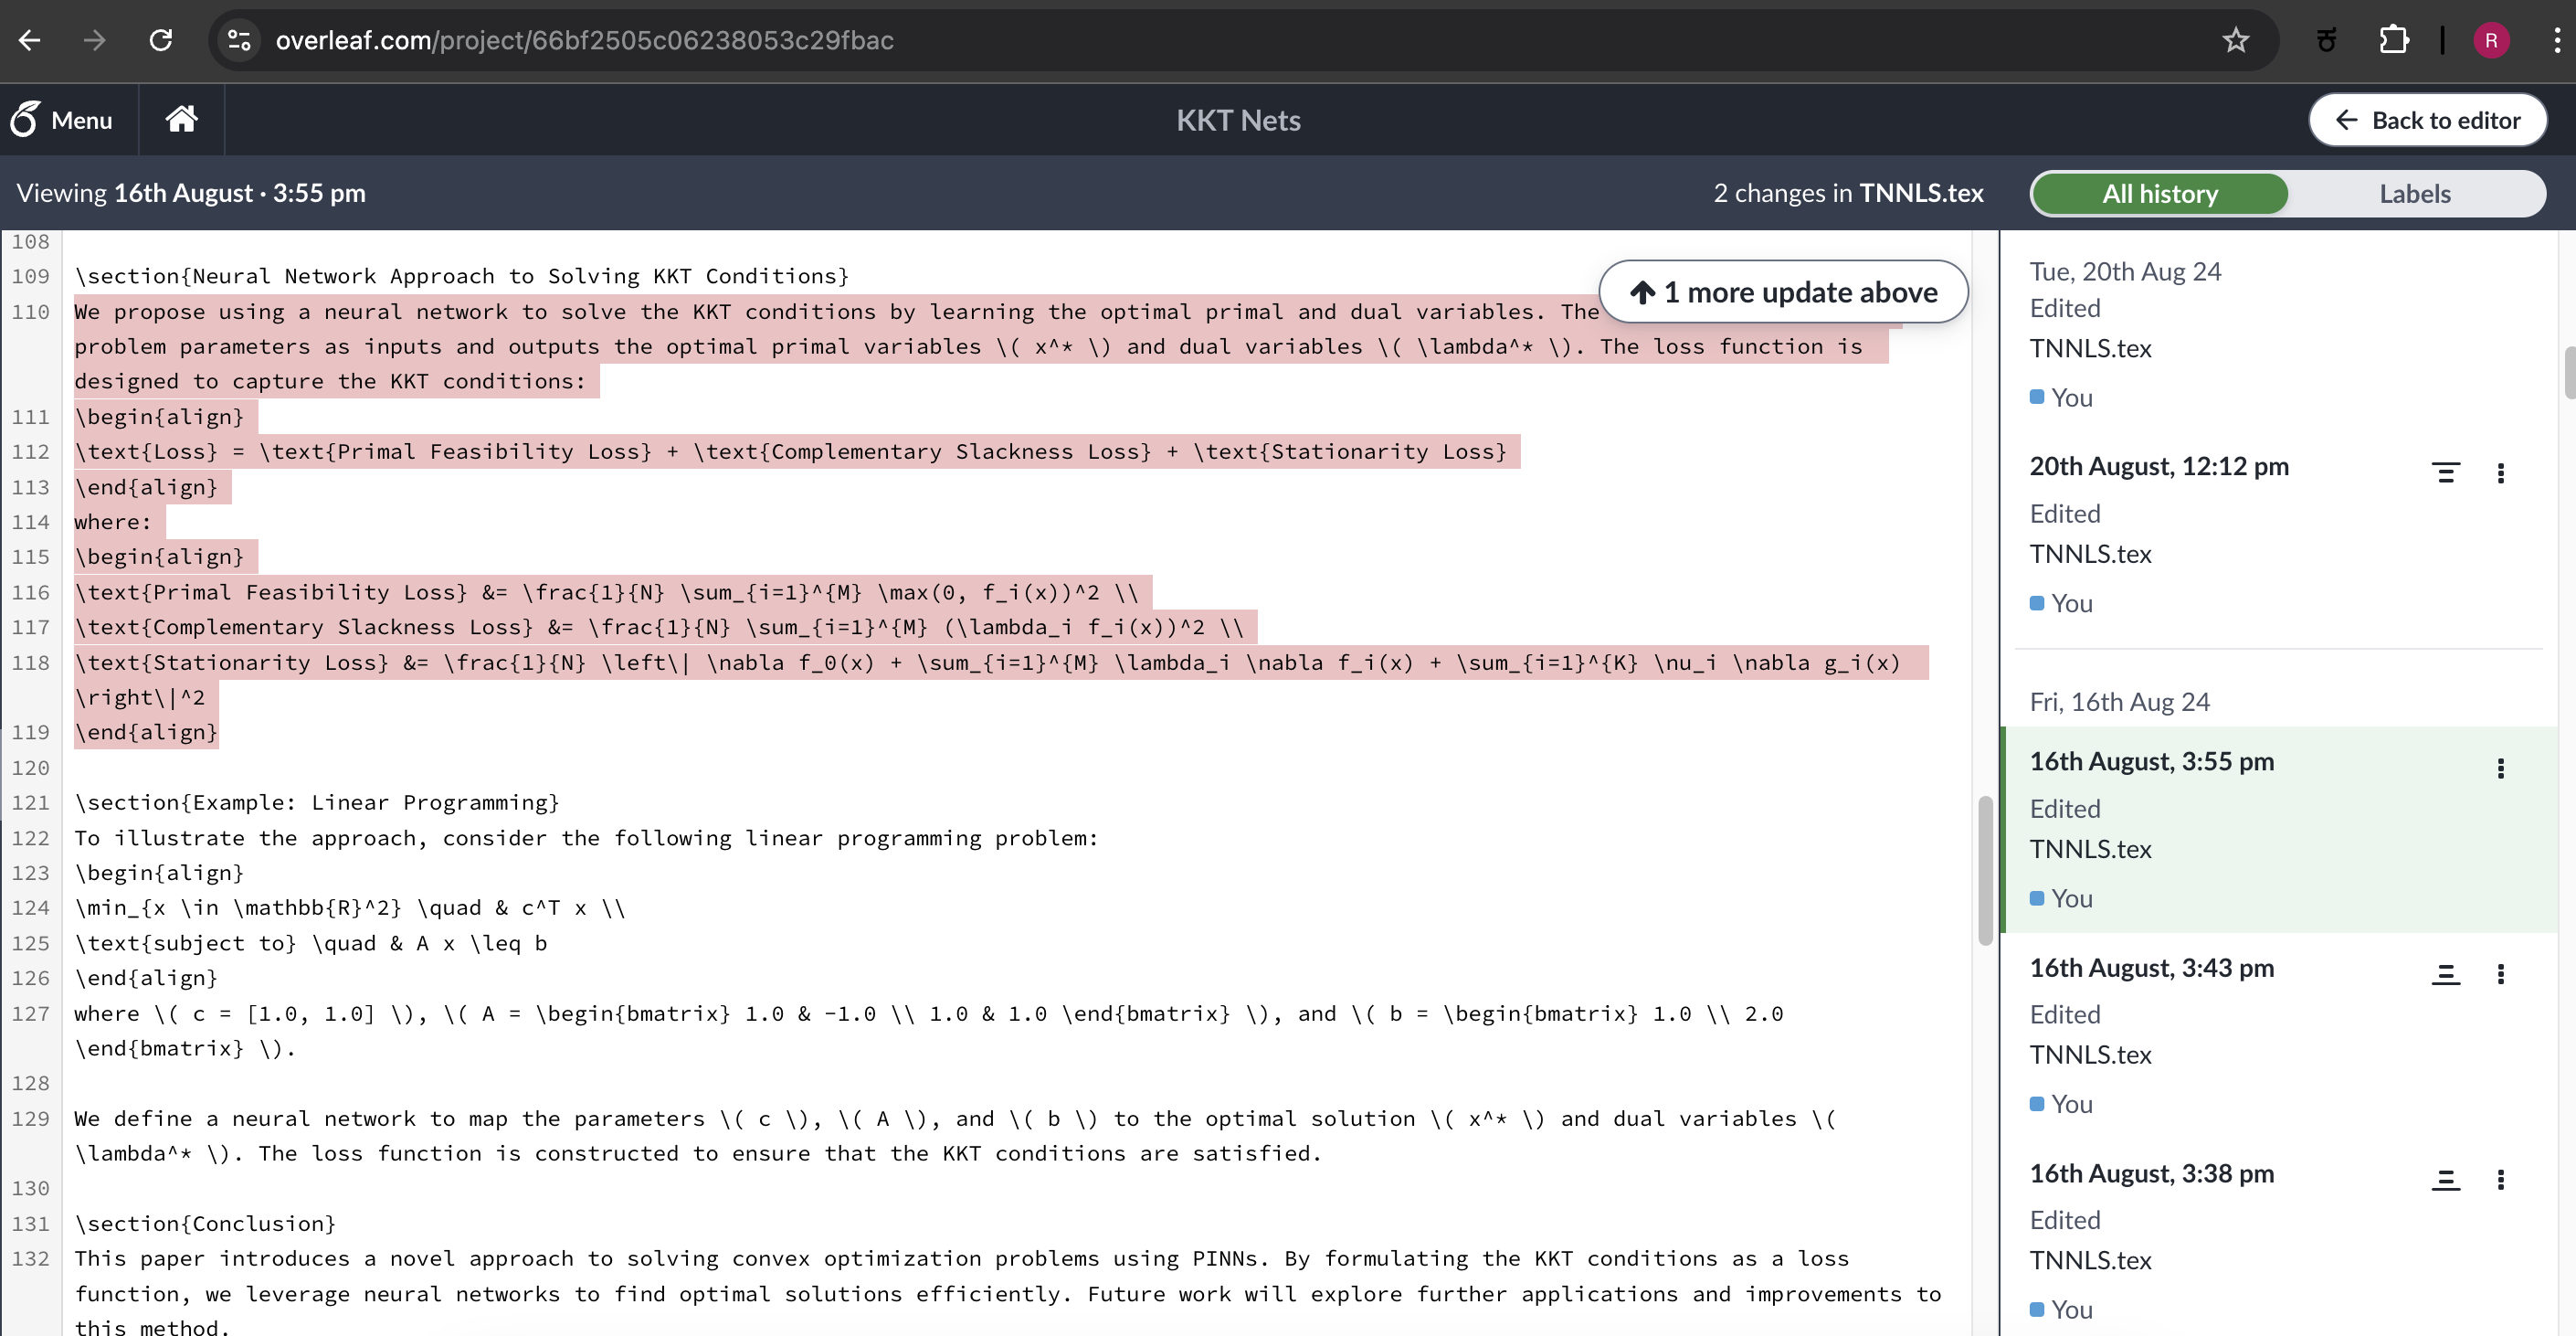 overleaf.com/project/66bf2505c06238053c29fbac
R
Menu
KKT Nets
Back to editor
Viewing 16th August · 3:55 pm
2 changes in TNNLS.tex
All history
Labels
108
109 \section{Neural Network Approach to Solving KKT Conditions}
1 more update above
110 We propose using a neural network to solve the KKT conditions by learning the optimal primal and dual variables. The
problem parameters as inputs and outputs the optimal primal variables \( x^* \) and dual variables \( \lambda^* \). The loss function is
designed to capture the KKT conditions:
111 \begin{align}
112 \text{Loss} = \text{Primal Feasibility Loss} + \text{Complementary Slackness Loss} + \text{Stationarity Loss}
113 \end{align}
114 where:
115 \begin{align}
116 \text{Primal Feasibility Loss} &= \frac{1}{N} \sum_{i=1}^{M} \max(0, f_i(x))^2 \\
117 \text{Complementary Slackness Loss} &= \frac{1}{N} \sum_{i=1}^{M} (\lambda_i f_i(x))^2 \\
118 \text{Stationarity Loss} &= \frac{1}{N} \left\| \nabla f_0(x) + \sum_{i=1}^{M} \lambda_i \nabla f_i(x) + \sum_{i=1}^{K} \nu_i \nabla g_i(x)
\right\|^2
119 \end{align}
120
121 \section{Example: Linear Programming}
122 To illustrate the approach, consider the following linear programming problem:
123 \begin{align}
124 \min_{x \in \mathbb{R}^2} \quad & c^T x \\
125 \text{subject to} \quad & A x \leq b
126 \end{align}
127 where \( c = [1.0, 1.0] \), \( A = \begin{bmatrix} 1.0 & -1.0 \\ 1.0 & 1.0 \end{bmatrix} \), and \( b = \begin{bmatrix} 1.0 \\ 2.0
\end{bmatrix} \).
128
129 We define a neural network to map the parameters \( c \), \( A \), and \( b \) to the optimal solution \( x^* \) and dual variables \(
\lambda^* \). The loss function is constructed to ensure that the KKT conditions are satisfied.
130
131 \section{Conclusion}
132 This paper introduces a novel approach to solving convex optimization problems using PINNs. By formulating the KKT conditions as a loss
function, we leverage neural networks to find optimal solutions efficiently. Future work will explore further applications and improvements to
this method.
Tue, 20th Aug 24
Edited
TNNLS.tex
You
20th August, 12:12 pm
Edited
TNNLS.tex
You
Fri, 16th Aug 24
16th August, 3:55 pm
Edited
TNNLS.tex
You
16th August, 3:43 pm
Edited
TNNLS.tex
You
16th August, 3:38 pm
Edited
TNNLS.tex
You